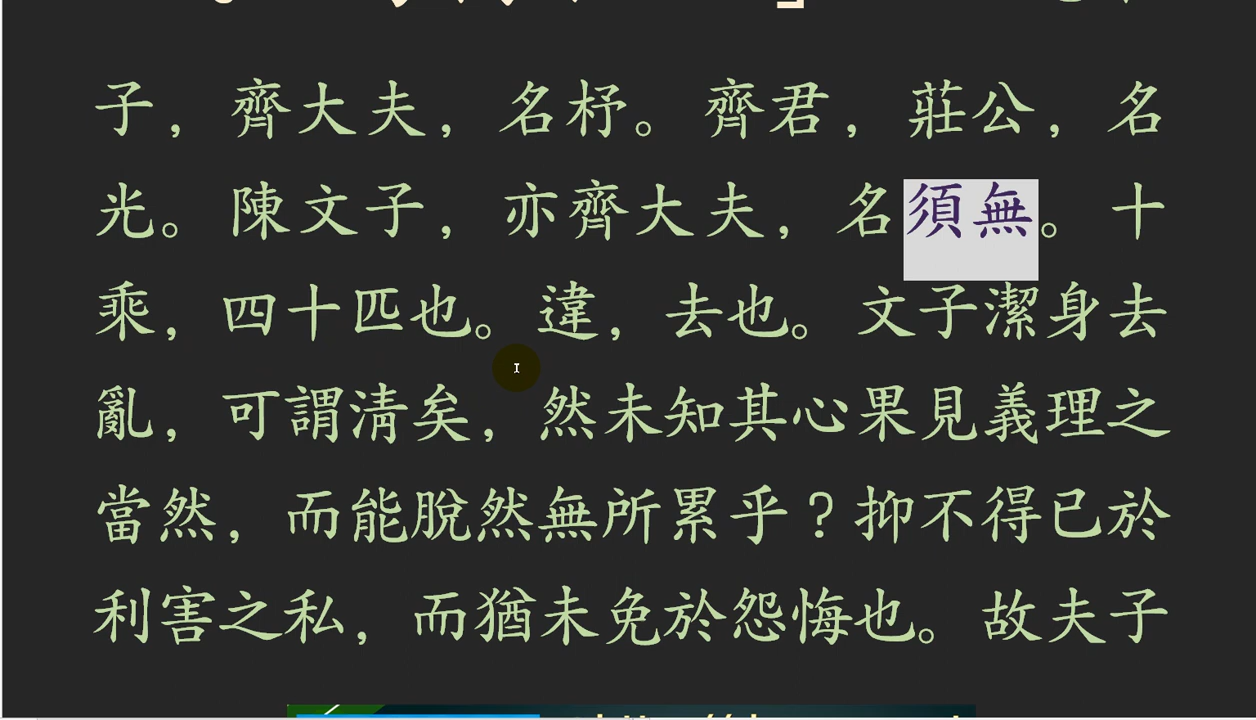 子，齊大夫，名杼。齊君，莊公，名
光。陳文子，亦齊大夫，名須無。十
乘，四十匹也。違，去也。文子潔身去
亂，可謂清矣，然未知其心果見義理之
當然，而能脫然無所累乎？抑不得已於
利害之私，而猶未免於怨悔也。故夫子